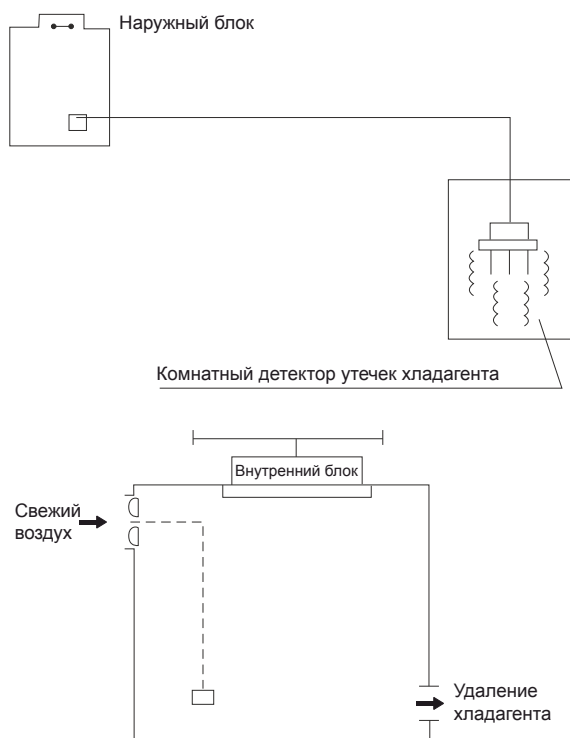 Наружный блок
Комнатный детектор утечек хладагента
Внутренний блок
Свежий
воздух
Удаление
хладагента